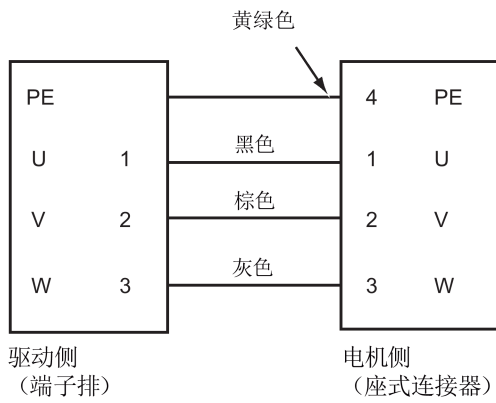 黄绿色
PE 4 PE
黑色
U 1 1 U
棕色
V 2 2 V
灰色
W 3 3 W
驱动侧 电机侧
（端子排） （座式连接器）